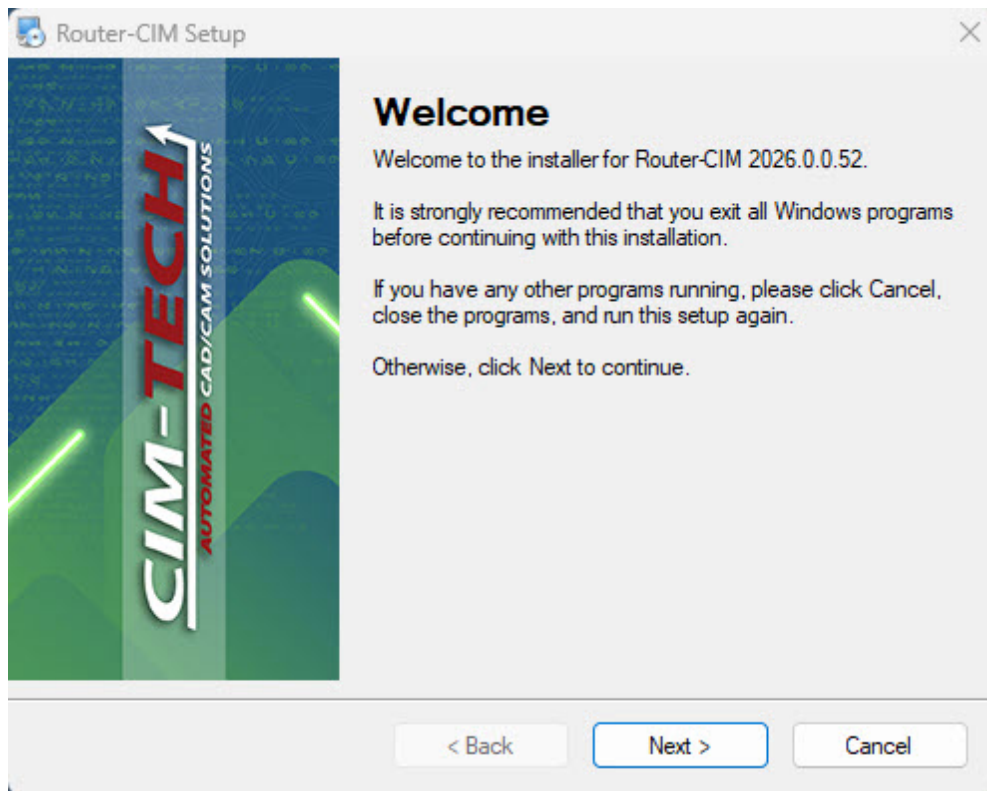 Router-CIM Setup
CIM-TECH
AUTOMATED CAD/CAM SOLUTIONS
Welcome
Welcome to the installer for Router-CIM 2026.0.0.52.
It is strongly recommended that you exit all Windows programs
before continuing with this installation.
If you have any other programs running, please click Cancel,
close the programs, and run this setup again.
Otherwise, click Next to continue.
< Back
Next >
Cancel